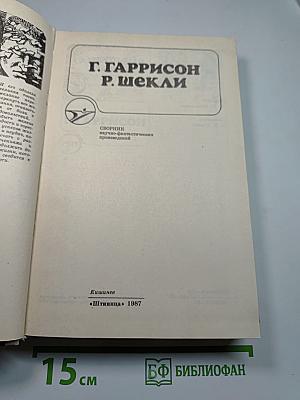 Г. ГАРРИСОН
Р. ШЕКЛИ
СБОРНИК
научно-фантастических
произведений
Кишинев
«Штиинца» 1987
15 см
БФ БИБЛИОФАН